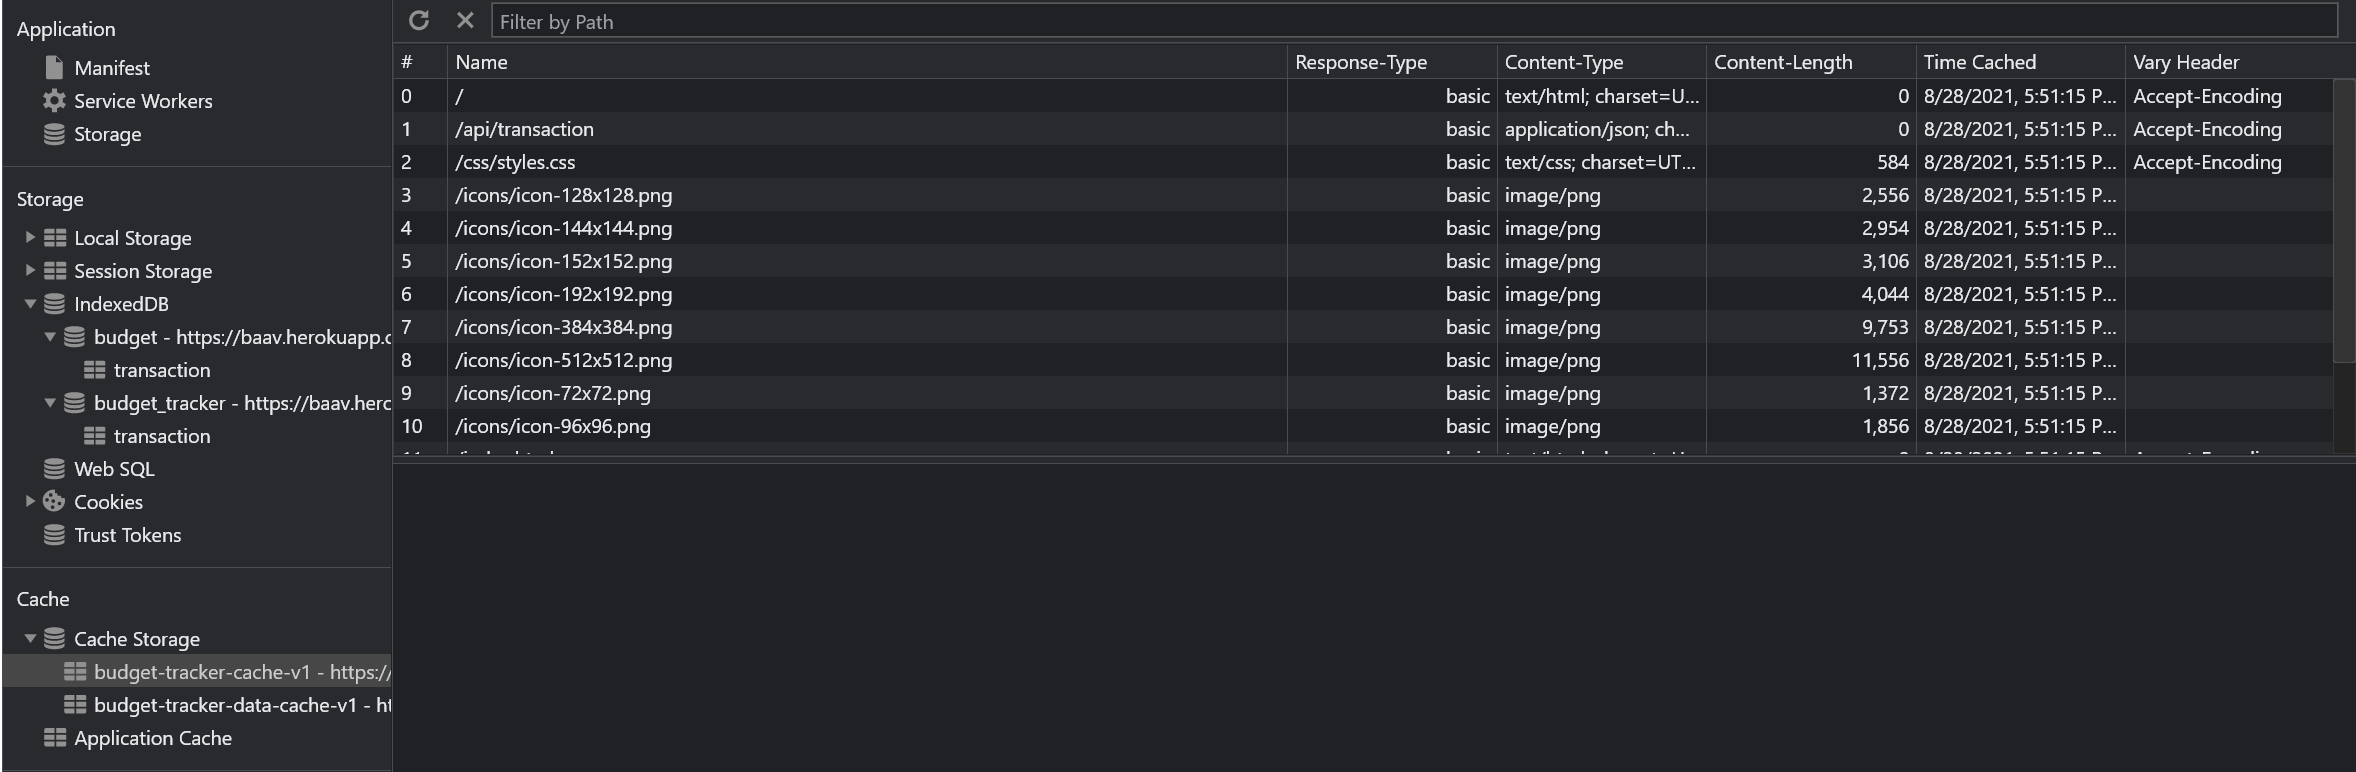 Application
Manifest
Service Workers
Storage
Storage
Local Storage
Session Storage
IndexedDB
budget - https://baav.herokuapp.c
transaction
budget_tracker - https://baav.herc
transaction
Web SQL
Cookies
Trust Tokens
Cache
Cache Storage
budget-tracker-cache-v1 - https://
budget-tracker-data-cache-v1 - ht
Application Cache
Filter by Path
# Name Response-Type Content-Type Content-Length Time Cached Vary Header
0 / basic text/html; charset=U... 0 8/28/2021, 5:51:15 P... Accept-Encoding
1 /api/transaction basic application/json; ch... 0 8/28/2021, 5:51:15 P... Accept-Encoding
2 /css/styles.css basic text/css; charset=UT... 584 8/28/2021, 5:51:15 P... Accept-Encoding
3 /icons/icon-128x128.png basic image/png 2,556 8/28/2021, 5:51:15 P...
4 /icons/icon-144x144.png basic image/png 2,954 8/28/2021, 5:51:15 P...
5 /icons/icon-152x152.png basic image/png 3,106 8/28/2021, 5:51:15 P...
6 /icons/icon-192x192.png basic image/png 4,044 8/28/2021, 5:51:15 P...
7 /icons/icon-384x384.png basic image/png 9,753 8/28/2021, 5:51:15 P...
8 /icons/icon-512x512.png basic image/png 11,556 8/28/2021, 5:51:15 P...
9 /icons/icon-72x72.png basic image/png 1,372 8/28/2021, 5:51:15 P...
10 /icons/icon-96x96.png basic image/png 1,856 8/28/2021, 5:51:15 P...